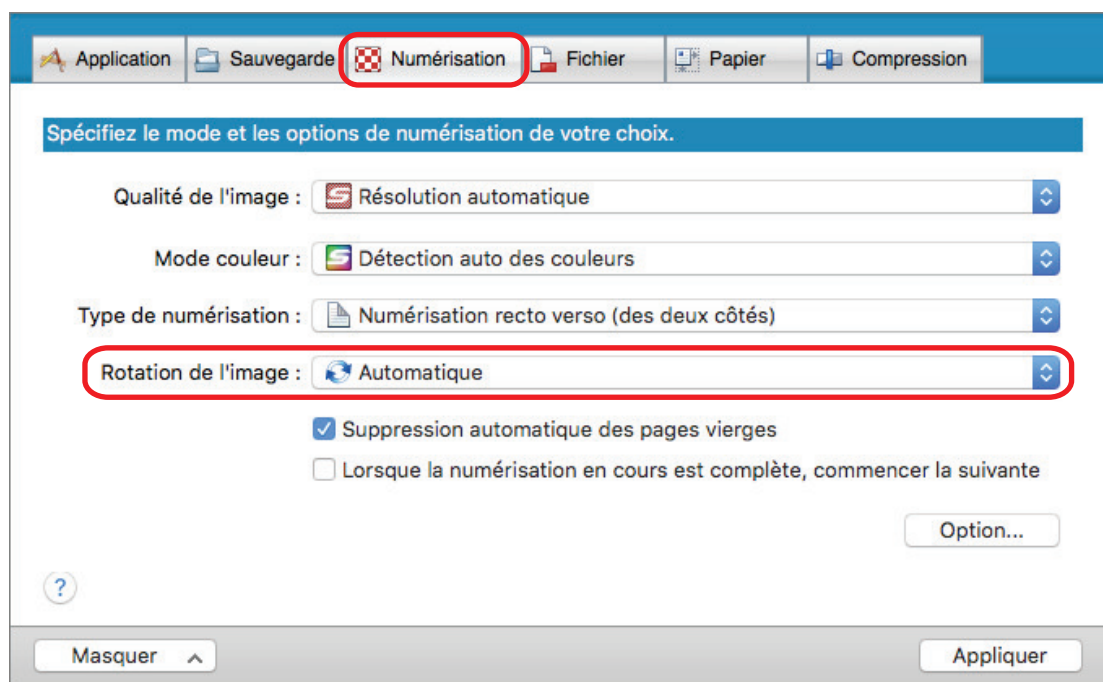 Application Sauvegarde Numérisation Fichier Papier Compression
Spécifiez le mode et les options de numérisation de votre choix.
Qualité de l'image : Résolution automatique
Mode couleur : Détection auto des couleurs
Type de numérisation : Numérisation recto verso (des deux côtés)
Rotation de l'image : Automatique
Suppression automatique des pages vierges
Lorsque la numérisation en cours est complète, commencer la suivante
Option...
?
Masquer Appliquer